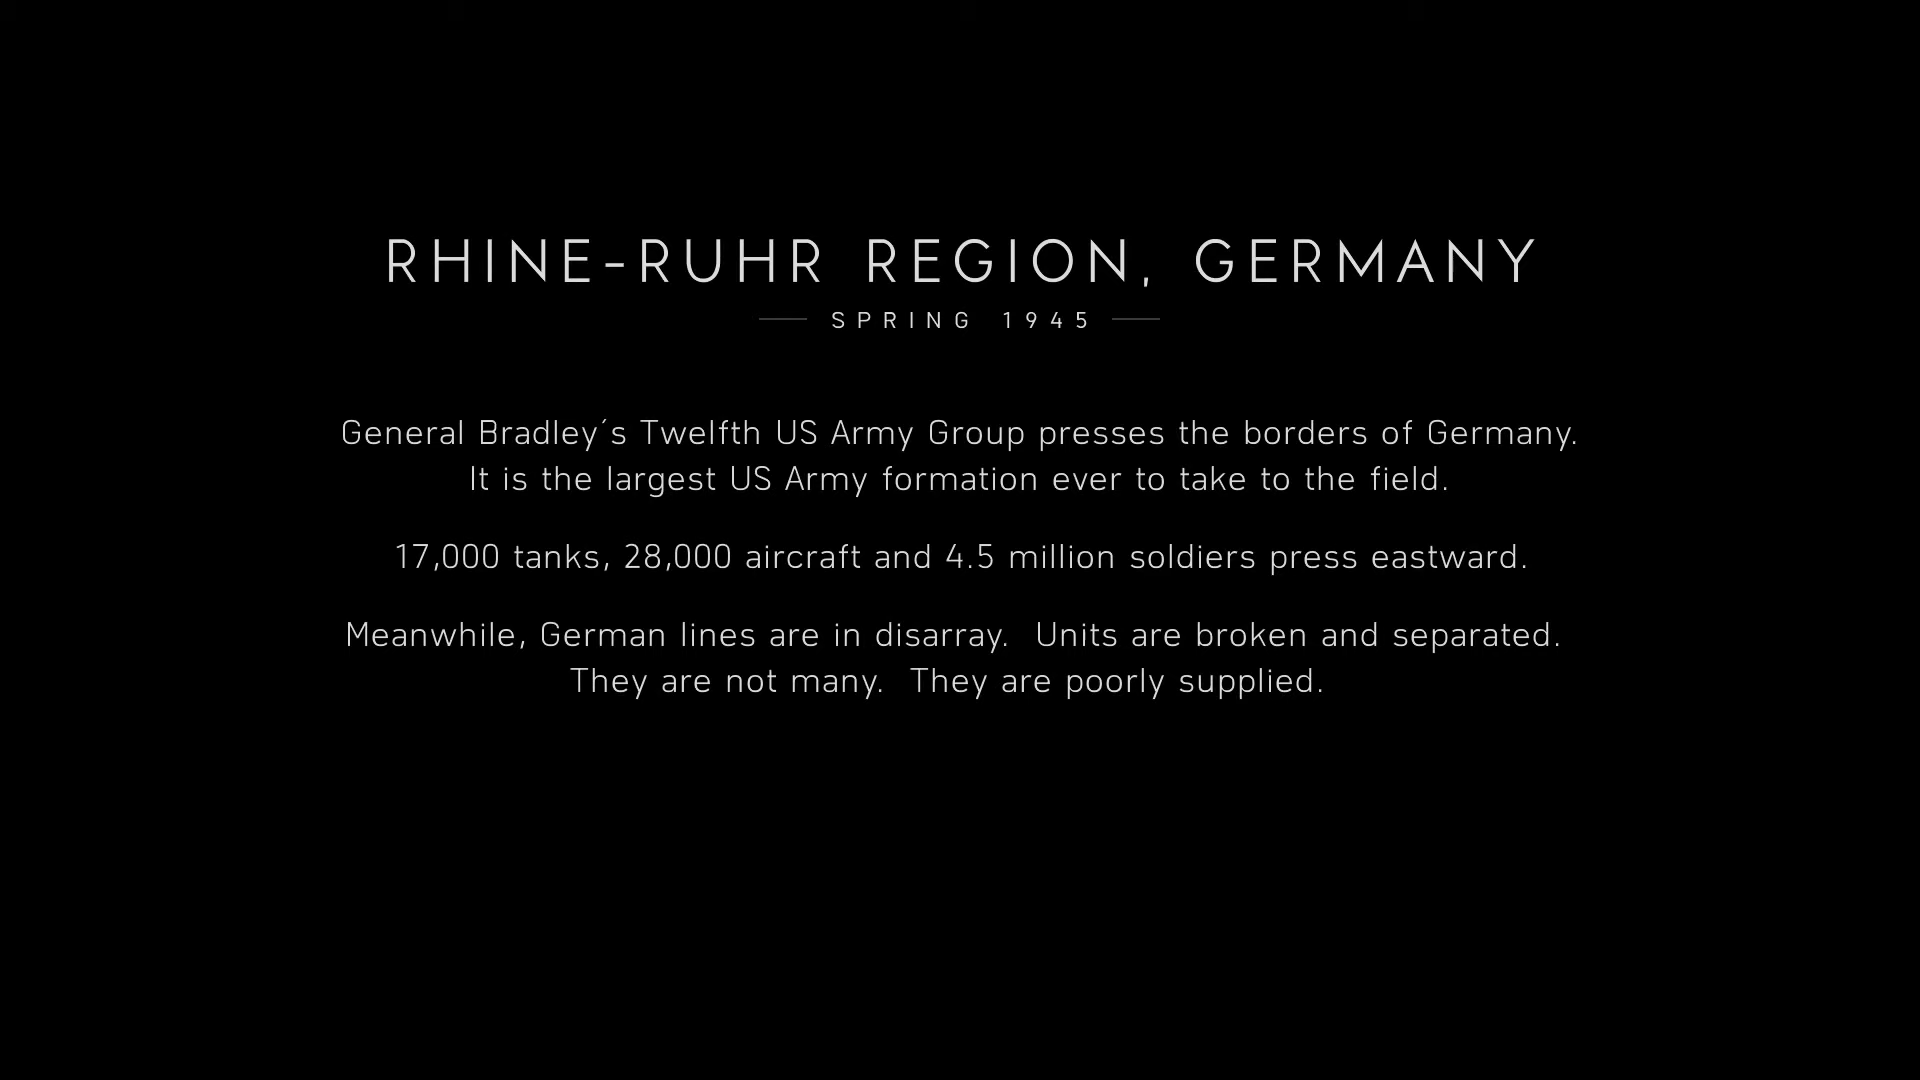 RHINE-RUHR REGION, GERMANY
SPRING 1945
General Bradley´s Twelfth US Army Group presses the borders of Germany.
It is the largest US Army formation ever to take to the field.
17,000 tanks, 28,000 aircraft and 4.5 million soldiers press eastward.
Meanwhile, German lines are in disarray.  Units are broken and separated.
They are not many.  They are poorly supplied.